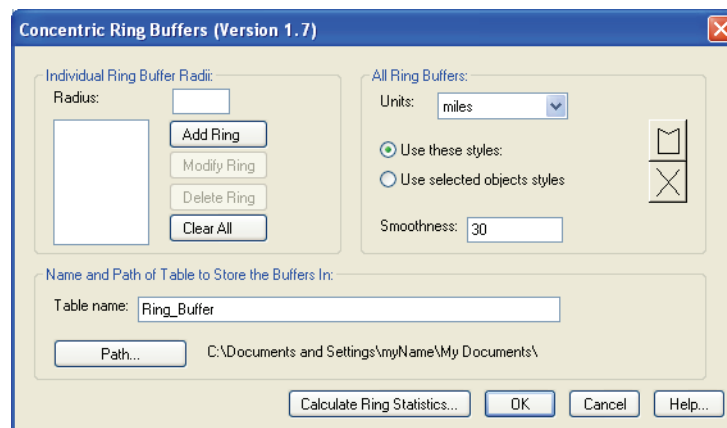 Concentric Ring Buffers (Version 1.7)
Individual Ring Buffer Radii:
Radius:
Add Ring
Modify Ring
Delete Ring
Clear All
All Ring Buffers:
Units: miles
Use these styles:
Use selected objects styles
Smoothness: 30
Name and Path of Table to Store the Buffers In:
Table name: Ring_Buffer
Path... C:\Documents and Settings\myName\My Documents\
Calculate Ring Statistics... OK Cancel Help...